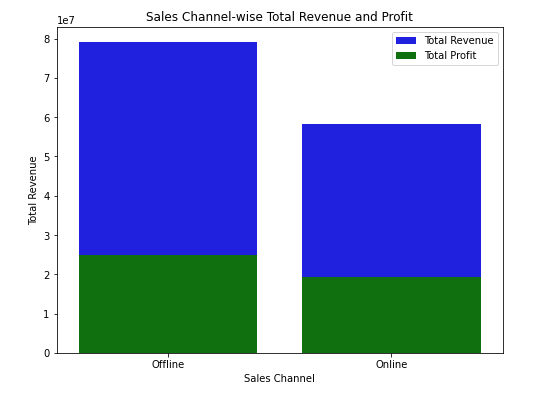 Sales Channel-wise Total Revenue and Profit
1e7
Total Revenue
Total Profit
8
7
6
5
4
3
2
1
0
Total Revenue
Offline
Online
Sales Channel